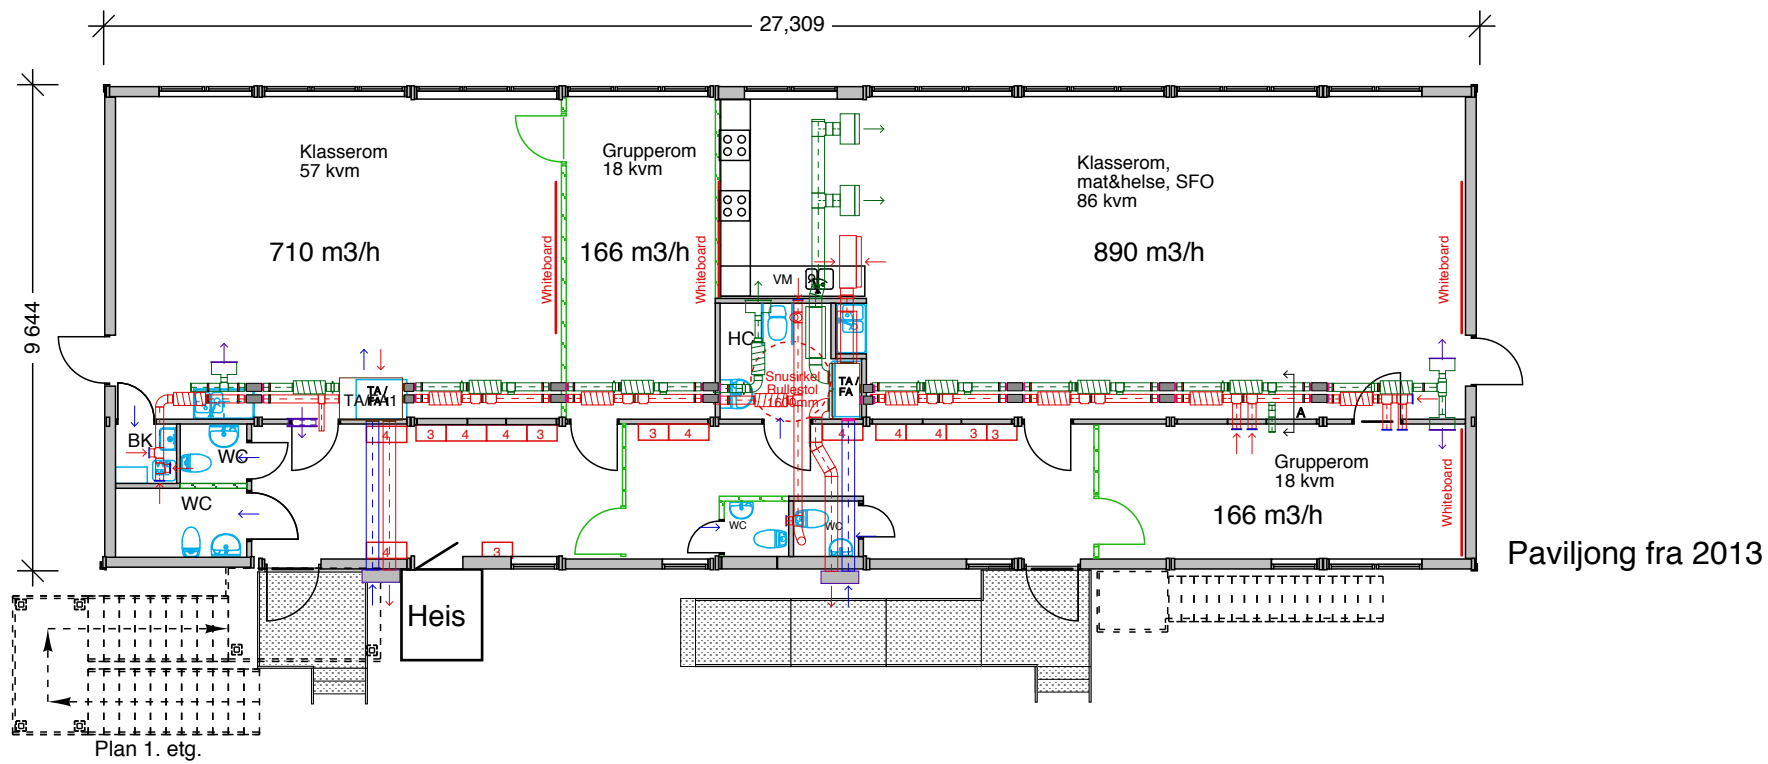 27,309
9 644
Klasserom
57 kvm
710 m3/h
Whiteboard
Grupperom
18 kvm
166 m3/h
Whiteboard
VM
Klasserom,
mat&helse, SFO
86 kvm
890 m3/h
Whiteboard
HC
Snusirkel
Rullestol
1600mm
TA /
FA
TA /
FA
A
BK
WC
WC
4
3
4
4
3
3
4
4
4
4
3
3
4
3
WC
WC
Grupperom
18 kvm
166 m3/h
Whiteboard
Paviljong fra 2013
Heis
Plan 1. etg.